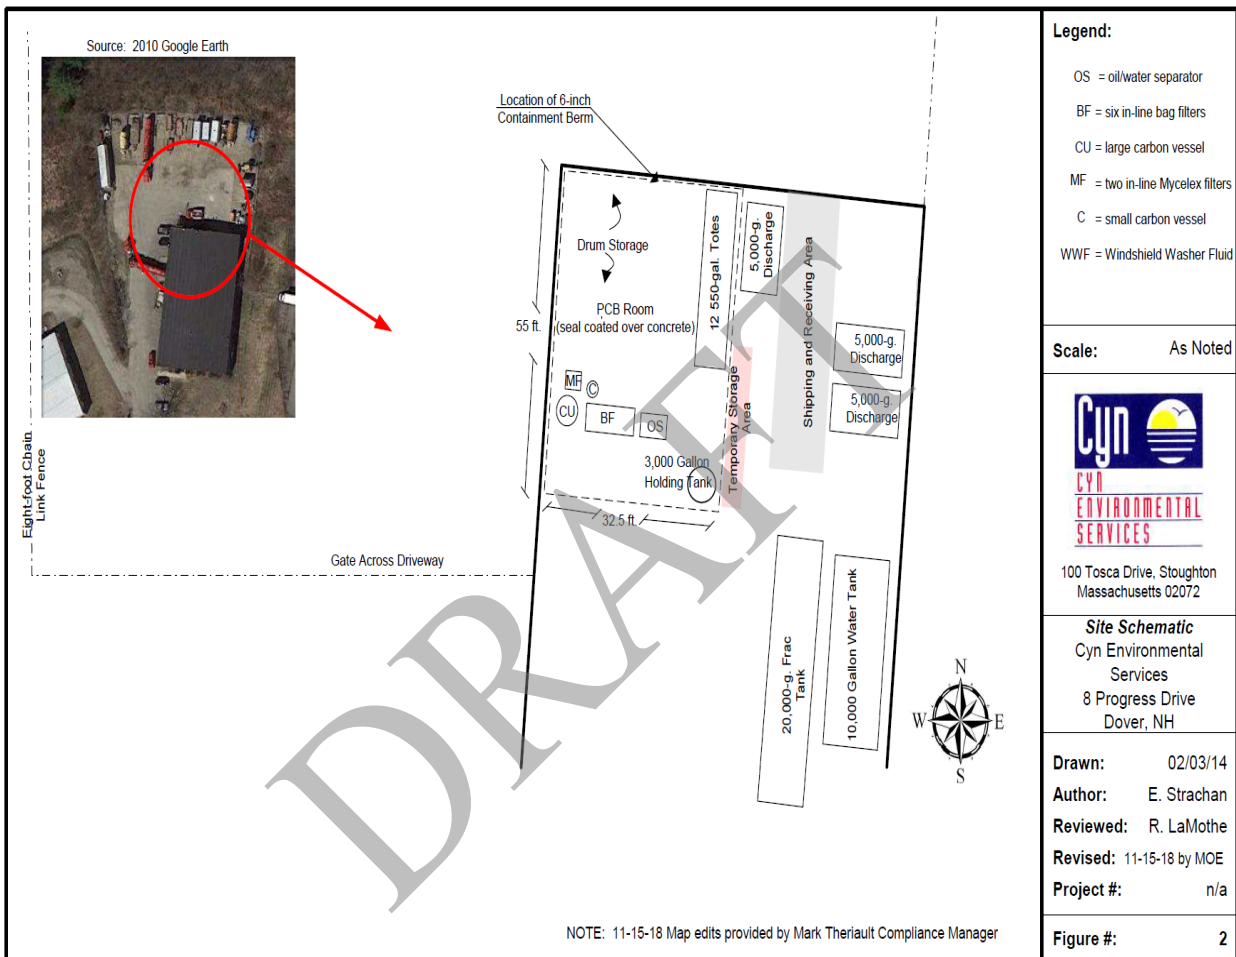 Source:  2010 Google Earth
Location of 6-inch
Containment Berm
Drum Storage
PCB Room
(seal coated over concrete)
55 ft.
12 550-gal. Totes
5,000-g.
Discharge
Shipping and Receiving Area
5,000-g.
Discharge
5,000-g.
Discharge
Temporary Storage
Area
MF
C
CU
BF
OS
3,000 Gallon
Holding Tank
32.5 ft.
Eight-foot Chain
Link Fence
Gate Across Driveway
20,000-g. Frac
Tank
10,000 Gallon Water Tank
N
W
E
S
DRAFT
NOTE:  11-15-18 Map edits provided by Mark Theriault Compliance Manager
Legend:
OS = oil/water separator
BF = six in-line bag filters
CU = large carbon vessel
MF = two in-line Mycelex filters
C = small carbon vessel
WWF = Windshield Washer Fluid
Scale: As Noted
Cyn
CYN
ENVIRONMENTAL
SERVICES
100 Tosca Drive, Stoughton
Massachusetts 02072
Site Schematic
Cyn Environmental
Services
8 Progress Drive
Dover, NH
Drawn: 02/03/14
Author: E. Strachan
Reviewed: R. LaMothe
Revised: 11-15-18 by MOE
Project #: n/a
Figure #: 2